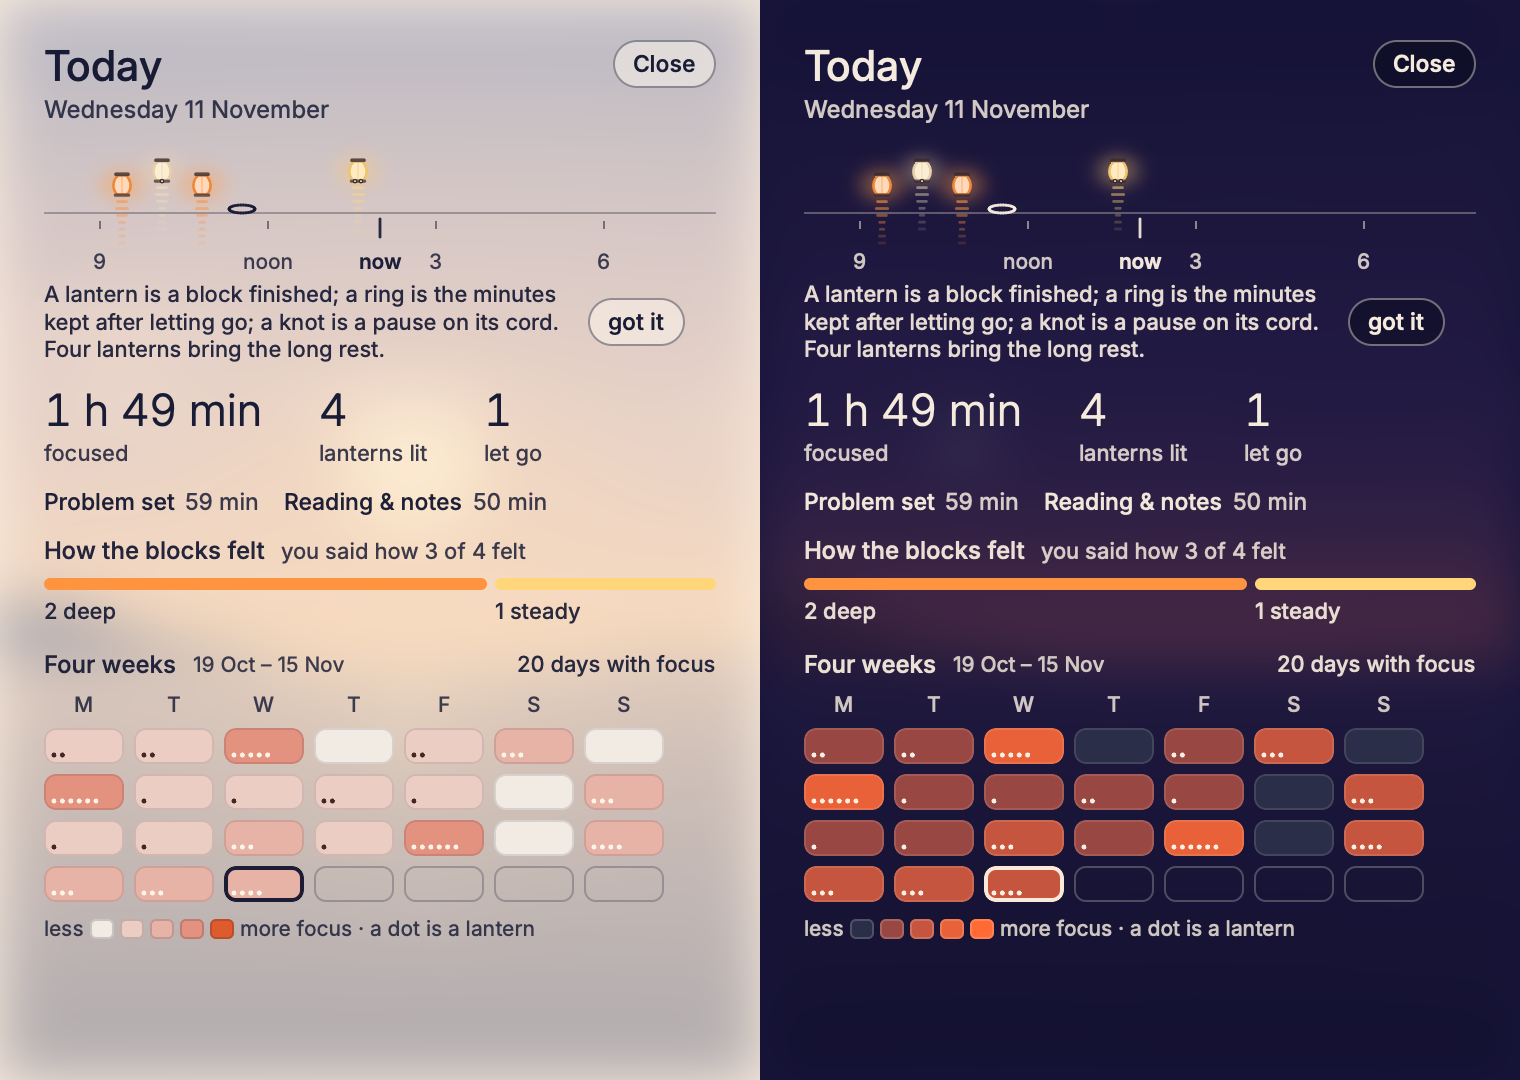 Today
Close
Wednesday 11 November
9 noon now 3 6
A lantern is a block finished; a ring is the minutes
kept after letting go; a knot is a pause on its cord.
Four lanterns bring the long rest.
got it
1 h 49 min 4 1
focused lanterns lit let go
Problem set 59 min Reading & notes 50 min
How the blocks felt you said how 3 of 4 felt
2 deep 1 steady
Four weeks 19 Oct – 15 Nov 20 days with focus
M T W T F S S
less more focus · a dot is a lantern
Today
Close
Wednesday 11 November
9 noon now 3 6
A lantern is a block finished; a ring is the minutes
kept after letting go; a knot is a pause on its cord.
Four lanterns bring the long rest.
got it
1 h 49 min 4 1
focused lanterns lit let go
Problem set 59 min Reading & notes 50 min
How the blocks felt you said how 3 of 4 felt
2 deep 1 steady
Four weeks 19 Oct – 15 Nov 20 days with focus
M T W T F S S
less more focus · a dot is a lantern